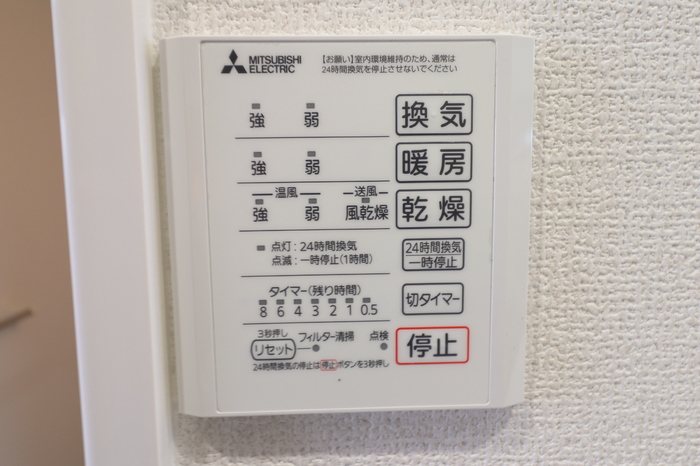 MITSUBISHI
ELECTRIC
【お願い】室内環境維持のため、通常は
24時間換気を停止させないでください
強 弱 換気
強 弱 暖房
温風 送風
強 弱 風乾燥 乾燥
点灯:24時間換気
点滅:一時停止(1時間)
24時間換気
一時停止
タイマー(残り時間)
8 6 4 3 2 1 0.5
切タイマー
3秒押し
リセット フィルター清掃 点検
停止
24時間換気の停止は停止ボタンを3秒押し